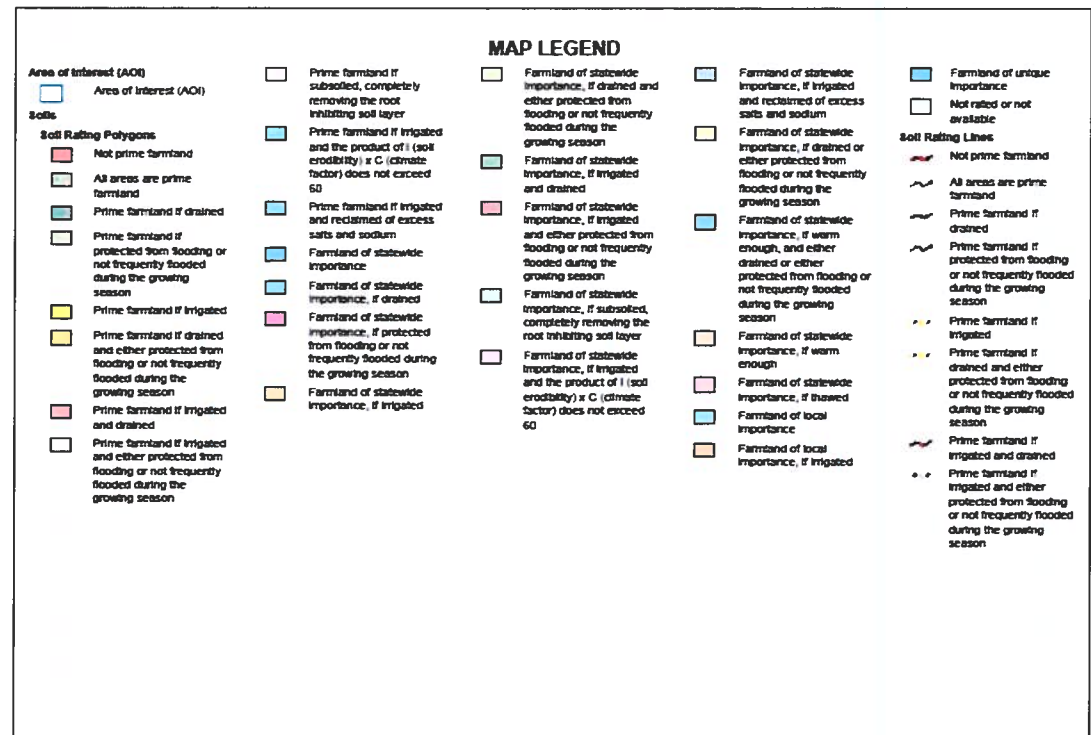 MAP LEGEND
Area of Interest (AOI)
Area of Interest (AOI)
Soils
Soil Rating Polygons
Not prime farmland
All areas are prime
farmland
Prime farmland if drained
Prime farmland if
protected from flooding or
not frequently flooded
during the growing
season
Prime farmland if irrigated
Prime farmland if drained
and either protected from
flooding or not frequently
flooded during the
growing season
Prime farmland if irrigated
and drained
Prime farmland if irrigated
and either protected from
flooding or not frequently
flooded during the
growing season
Prime farmland if
subsoiled, completely
removing the root
inhibiting soil layer
Prime farmland if irrigated
and the product of I (soil
erodibility) x C (climate
factor) does not exceed
60
Prime farmland if irrigated
and reclaimed of excess
salts and sodium
Farmland of statewide
importance
Farmland of statewide
importance, if drained
Farmland of statewide
importance, if protected
from flooding or not
frequently flooded during
the growing season
Farmland of statewide
importance, if irrigated
Farmland of statewide
importance, if drained and
either protected from
flooding or not frequently
flooded during the
growing season
Farmland of statewide
importance, if irrigated
and drained
Farmland of statewide
importance, if irrigated
and either protected from
flooding or not frequently
flooded during the
growing season
Farmland of statewide
importance, if subsoiled,
completely removing the
root inhibiting soil layer
Farmland of statewide
importance, if irrigated
and the product of I (soil
erodibility) x C (climate
factor) does not exceed
60
Farmland of statewide
importance, if irrigated
and reclaimed of excess
salts and sodium
Farmland of statewide
importance, if drained or
either protected from
flooding or not frequently
flooded during the
growing season
Farmland of statewide
importance, if warm
enough, and either
drained or either
protected from flooding or
not frequently flooded
during the growing
season
Farmland of statewide
importance, if warm
enough
Farmland of statewide
importance, if thawed
Farmland of local
importance
Farmland of local
importance, if irrigated
Farmland of unique
importance
Not rated or not
available
Soil Rating Lines
Not prime farmland
All areas are prime
farmland
Prime farmland if
drained
Prime farmland if
protected from flooding
or not frequently flooded
during the growing
season
Prime farmland if
irrigated
Prime farmland if
drained and either
protected from flooding
or not frequently flooded
during the growing
season
Prime farmland if
irrigated and drained
Prime farmland if
irrigated and either
protected from flooding
or not frequently flooded
during the growing
season